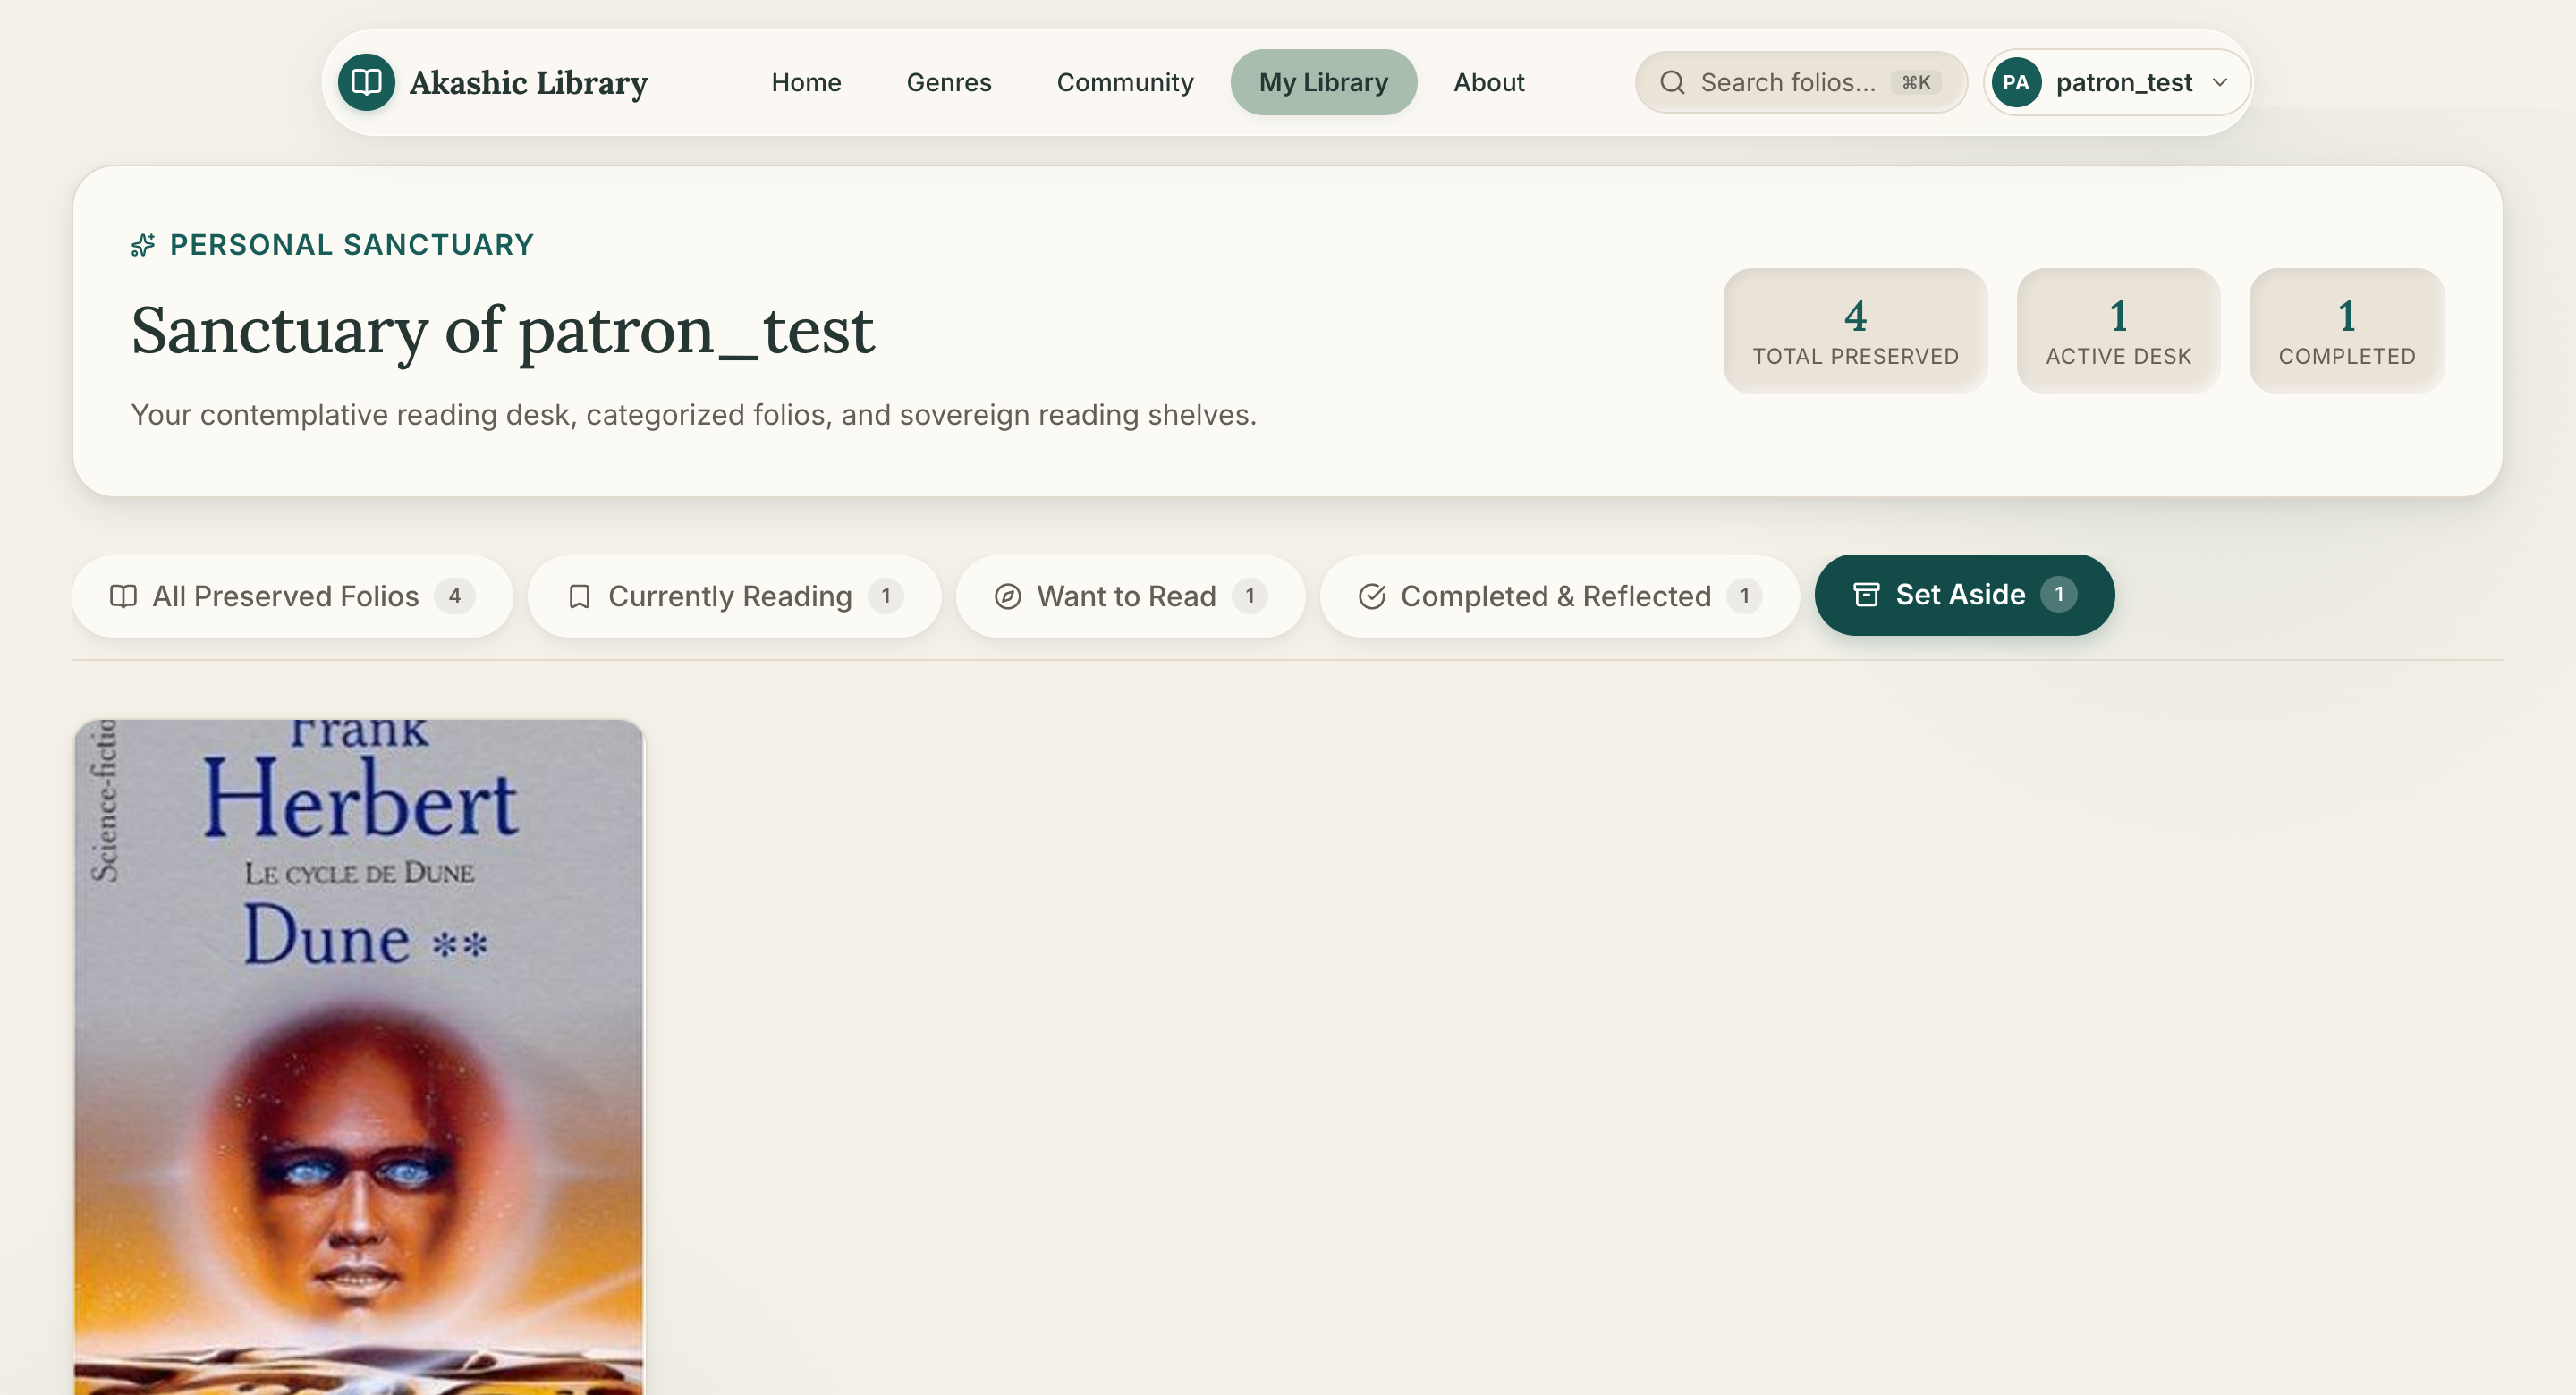 Akashic Library
Home
Genres
Community
My Library
About
Search folios...
⌘K
PA
patron_test
PERSONAL SANCTUARY
Sanctuary of patron_test
Your contemplative reading desk, categorized folios, and sovereign reading shelves.
4
TOTAL PRESERVED
1
ACTIVE DESK
1
COMPLETED
All Preserved Folios 4
Currently Reading 1
Want to Read 1
Completed & Reflected 1
Set Aside 1
Science-fictio
Frank
Herbert
LE CYCLE DE DUNE
Dune **